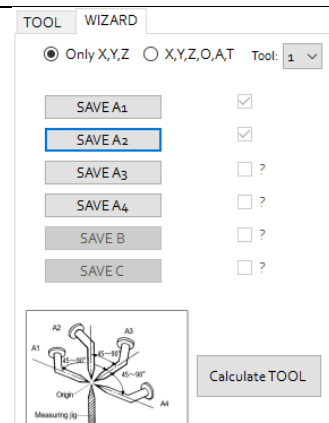 TOOL WIZARD
Only X,Y,Z X,Y,Z,O,A,T Tool: 1
SAVE A1
SAVE A2
SAVE A3 ?
SAVE A4 ?
SAVE B ?
SAVE C ?
A2 A3
A1 45~90° 45~90°
45~90°
Origin
A4
Measuring jig
Calculate TOOL